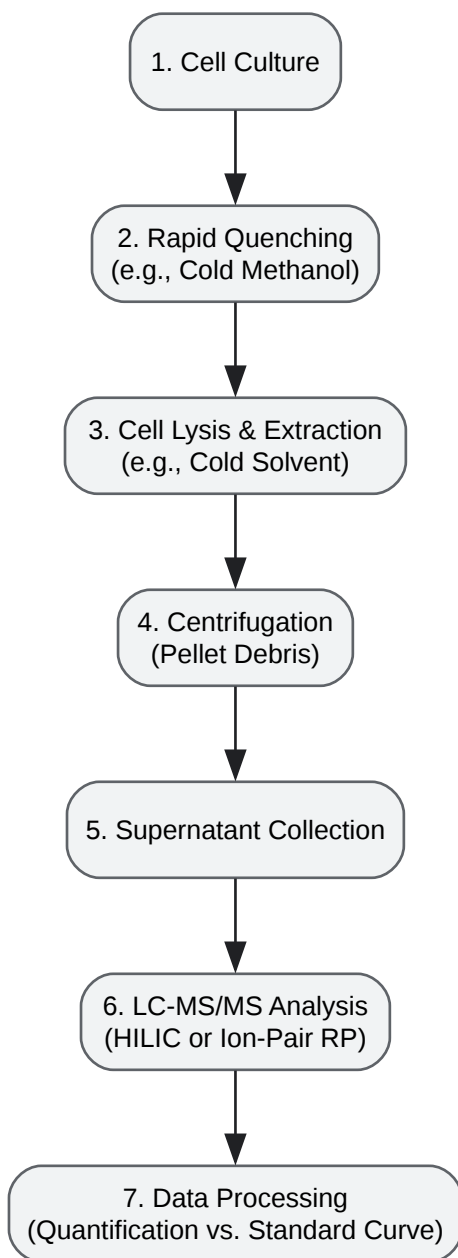 1. Cell Culture
2. Rapid Quenching
(e.g., Cold Methanol)
3. Cell Lysis & Extraction
(e.g., Cold Solvent)
4. Centrifugation
(Pellet Debris)
5. Supernatant Collection
6. LC-MS/MS Analysis
(HILIC or Ion-Pair RP)
7. Data Processing
(Quantification vs. Standard Curve)